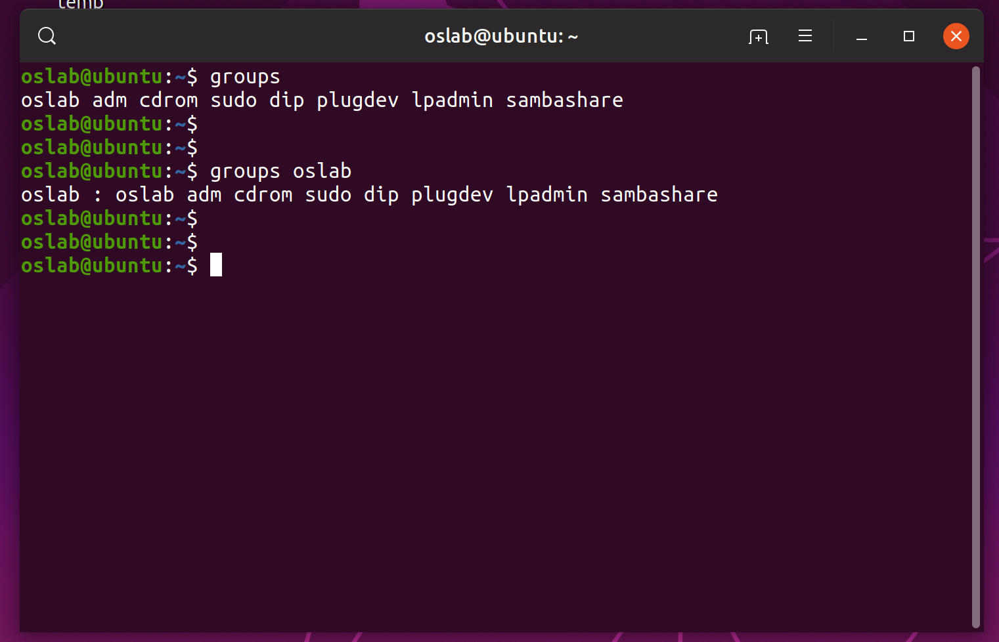 temp
oslab@ubuntu: ~
oslab@ubuntu:~$ groups
oslab adm cdrom sudo dip plugdev lpadmin sambashare
oslab@ubuntu:~$
oslab@ubuntu:~$
oslab@ubuntu:~$ groups oslab
oslab : oslab adm cdrom sudo dip plugdev lpadmin sambashare
oslab@ubuntu:~$
oslab@ubuntu:~$
oslab@ubuntu:~$